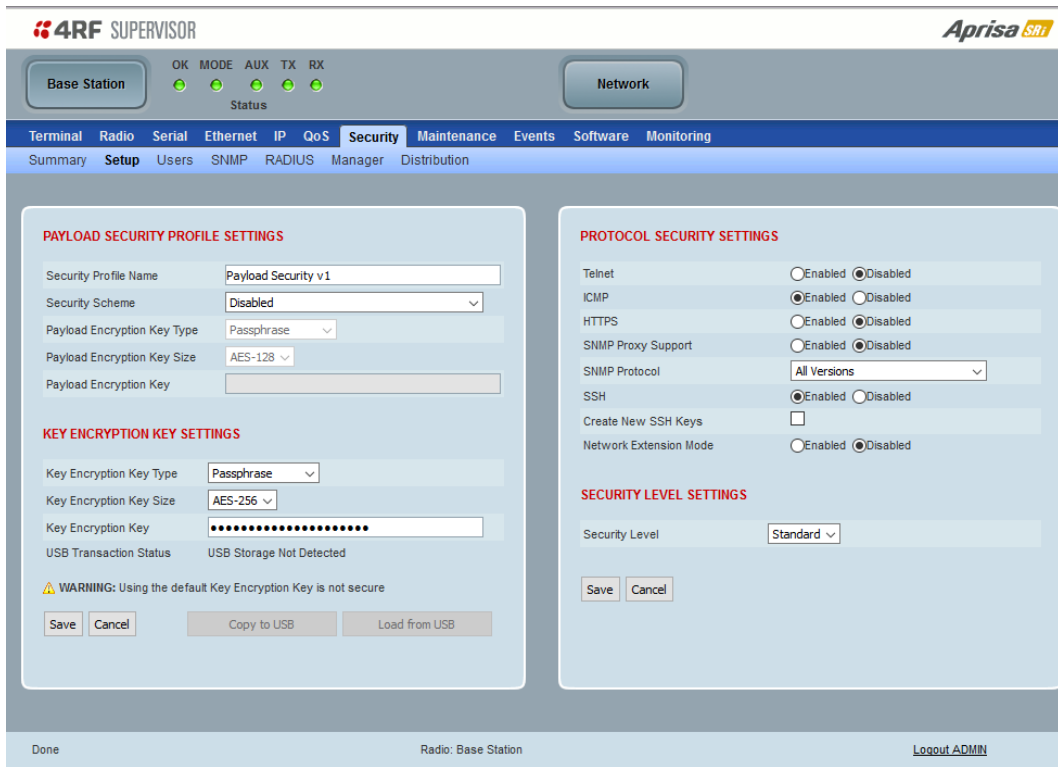 4RF SUPERVISOR
Aprisa SRi
OK MODE AUX TX RX
Base Station
Status
Network
Terminal Radio Serial Ethernet IP QoS Security Maintenance Events Software Monitoring
Summary Setup Users SNMP RADIUS Manager Distribution
PAYLOAD SECURITY PROFILE SETTINGS
Security Profile Name Payload Security v1
Security Scheme Disabled
Payload Encryption Key Type Passphrase
Payload Encryption Key Size AES-128
Payload Encryption Key
KEY ENCRYPTION KEY SETTINGS
Key Encryption Key Type Passphrase
Key Encryption Key Size AES-256
Key Encryption Key •••••••••••••••••••••
USB Transaction Status USB Storage Not Detected
WARNING: Using the default Key Encryption Key is not secure
Save Cancel Copy to USB Load from USB
PROTOCOL SECURITY SETTINGS
Telnet Enabled Disabled
ICMP Enabled Disabled
HTTPS Enabled Disabled
SNMP Proxy Support Enabled Disabled
SNMP Protocol All Versions
SSH Enabled Disabled
Create New SSH Keys
Network Extension Mode Enabled Disabled
SECURITY LEVEL SETTINGS
Security Level Standard
Save Cancel
Done Radio: Base Station Logout ADMIN